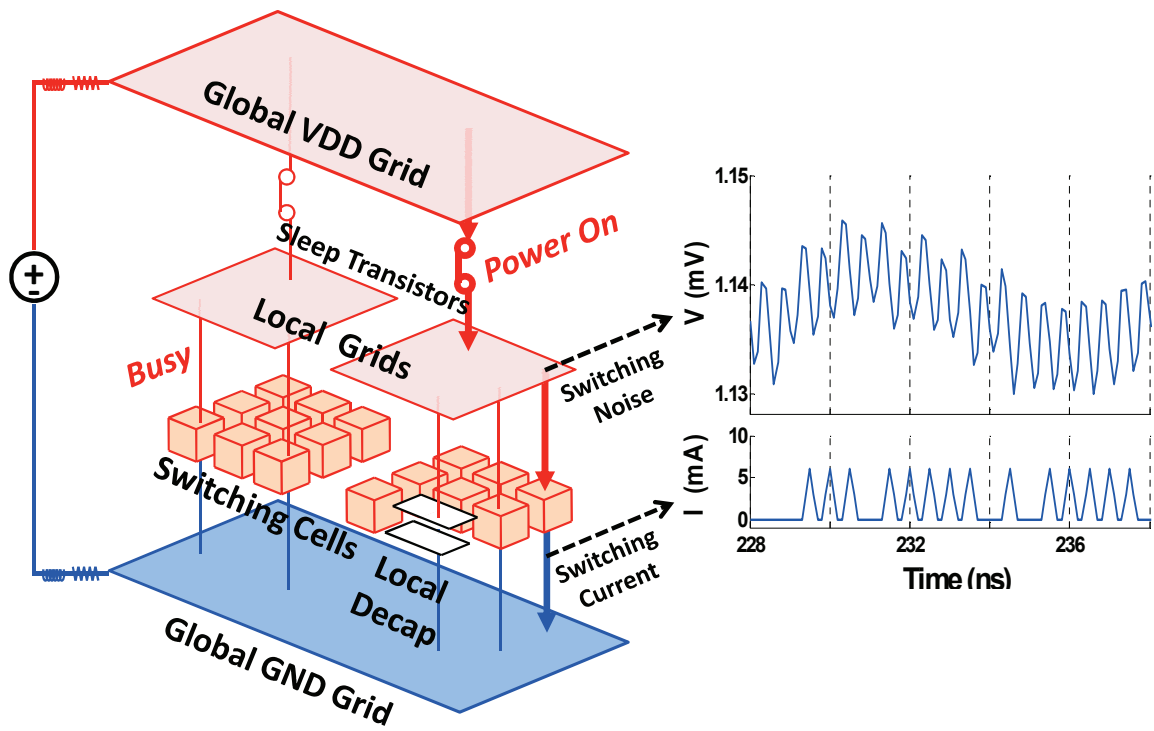 Global VDD Grid
Sleep Transistors
Power On
Local Grids
Busy
Switching Cells
Local
Decap
Global GND Grid
+
-
Switching
Noise
Switching
Current
V (mV)
1.15
1.14
1.13
I (mA)
10
5
0
228
232
236
Time (ns)